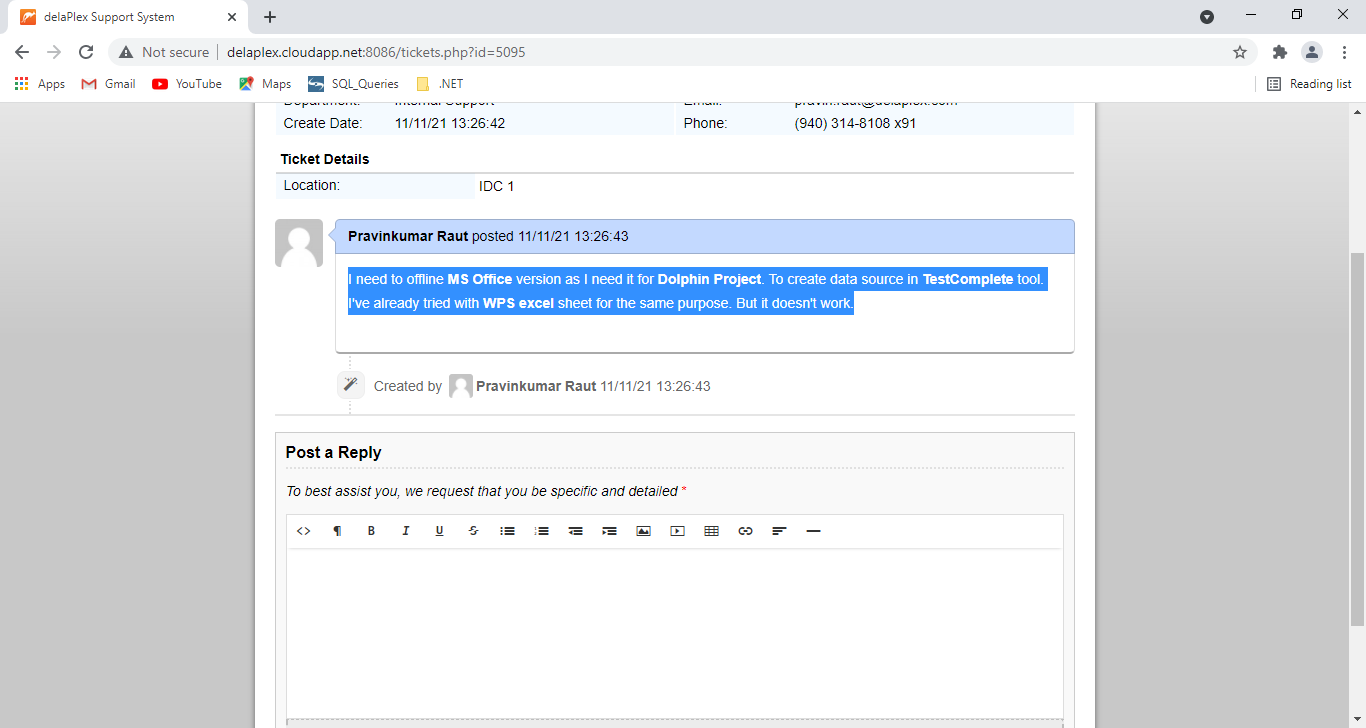 delaPlex Support System
Not secure delaplex.cloudapp.net:8086/tickets.php?id=5095
Apps Gmail YouTube Maps SQL_Queries .NET Reading list
Department: Internal Support Email: pravin.raut@delaplex.com
Create Date: 11/11/21 13:26:42 Phone: (940) 314-8108 x91
Ticket Details
Location: IDC 1
Pravinkumar Raut posted 11/11/21 13:26:43
I need to offline MS Office version as I need it for Dolphin Project. To create data source in TestComplete tool.
I've already tried with WPS excel sheet for the same purpose. But it doesn't work.
Created by Pravinkumar Raut 11/11/21 13:26:43
Post a Reply
To best assist you, we request that you be specific and detailed *